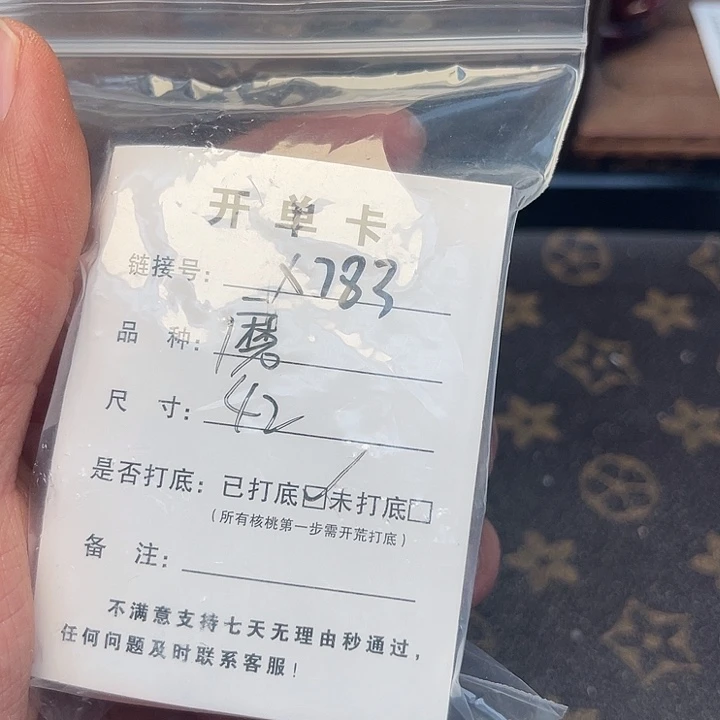 开单卡
链接号: X783
品 种:
尺 寸: 42
是否打底: 已打底☑未打底☐
(所有核桃第一步需开荒打底)
备 注:
不满意支持七天无理由秒通过,
任何问题及时联系客服!